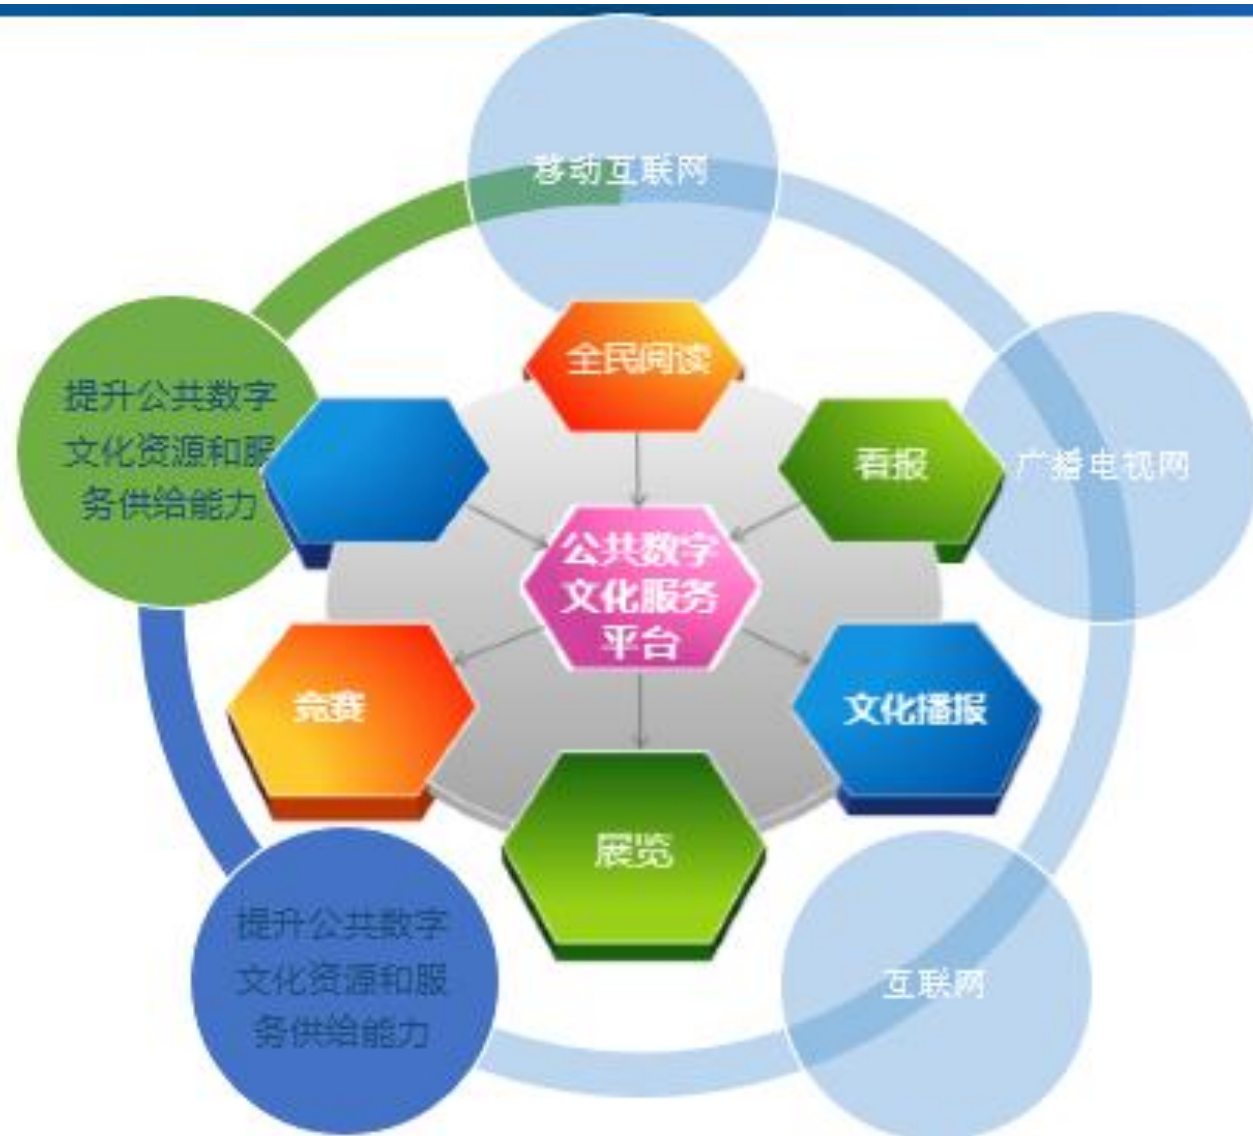 移动互联网
全民阅读
提升公共数字
文化资源和服
务供给能力
看报
广播电视网
公共数字
文化服务
平台
竞赛
文化播报
展览
提升公共数字
文化资源和服
务供给能力
互联网